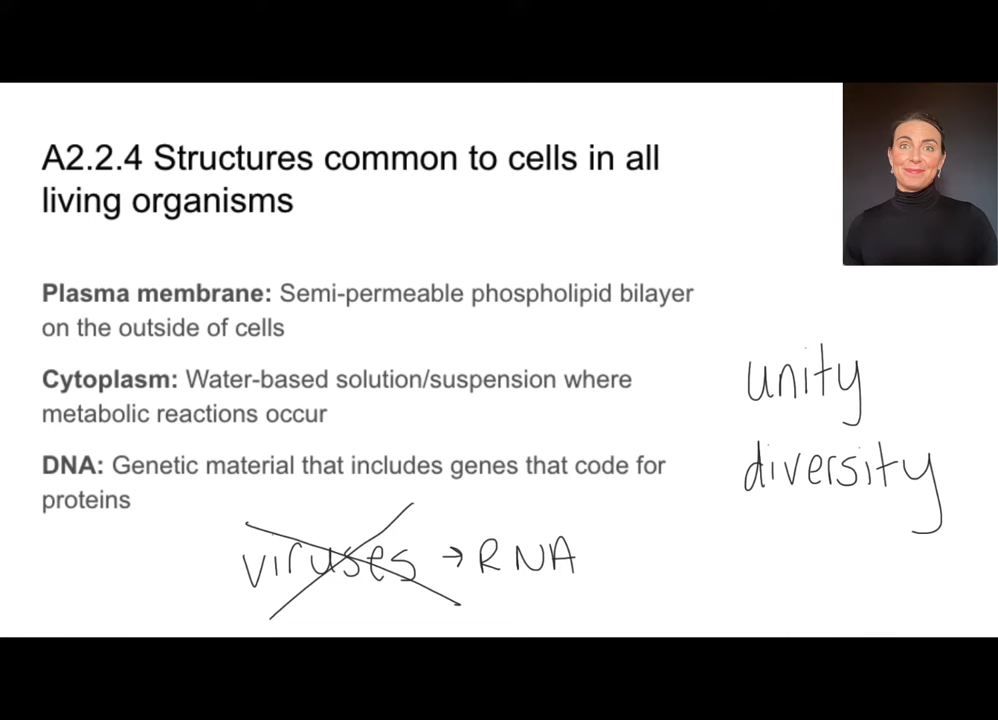 A2.2.4 Structures common to cells in all
living organisms
Plasma membrane: Semi-permeable phospholipid bilayer
on the outside of cells
Cytoplasm: Water-based solution/suspension where
metabolic reactions occur
DNA: Genetic material that includes genes that code for
proteins
unity
diversity
viruses → RNA